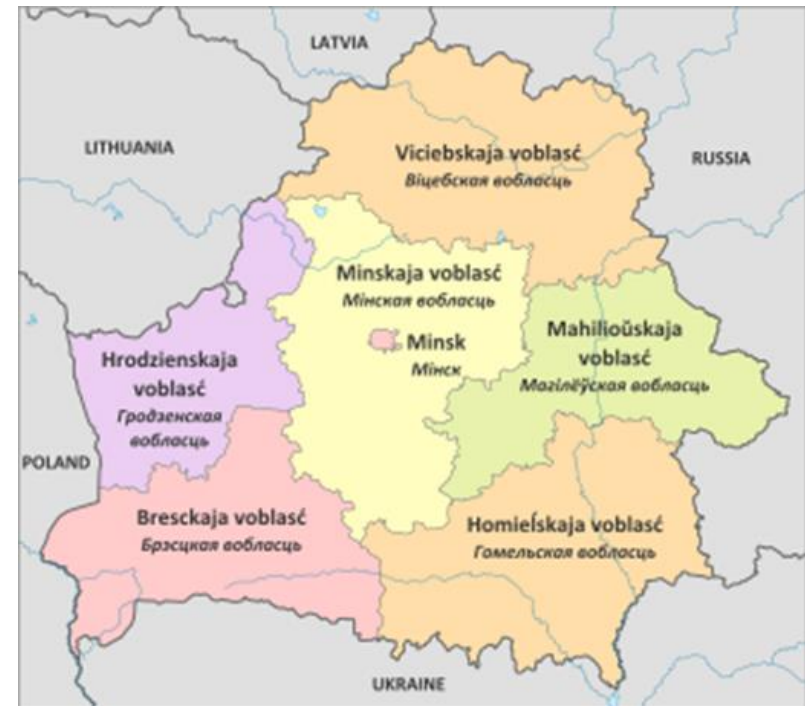 LATVIA
LITHUANIA
Viciebskaja voblasć
Віцебская вобласць
RUSSIA
Minskaja voblasć
Мінская вобласць
Minsk
Мінск
Mahilioŭskaja
voblasć
Магілёўская вобласць
Hrodzienskaja
voblasć
Гродзенская
вобласць
POLAND
Bresckaja voblasć
Брэсцкая вобласць
Homieĺskaja voblasć
Гомельская вобласць
UKRAINE